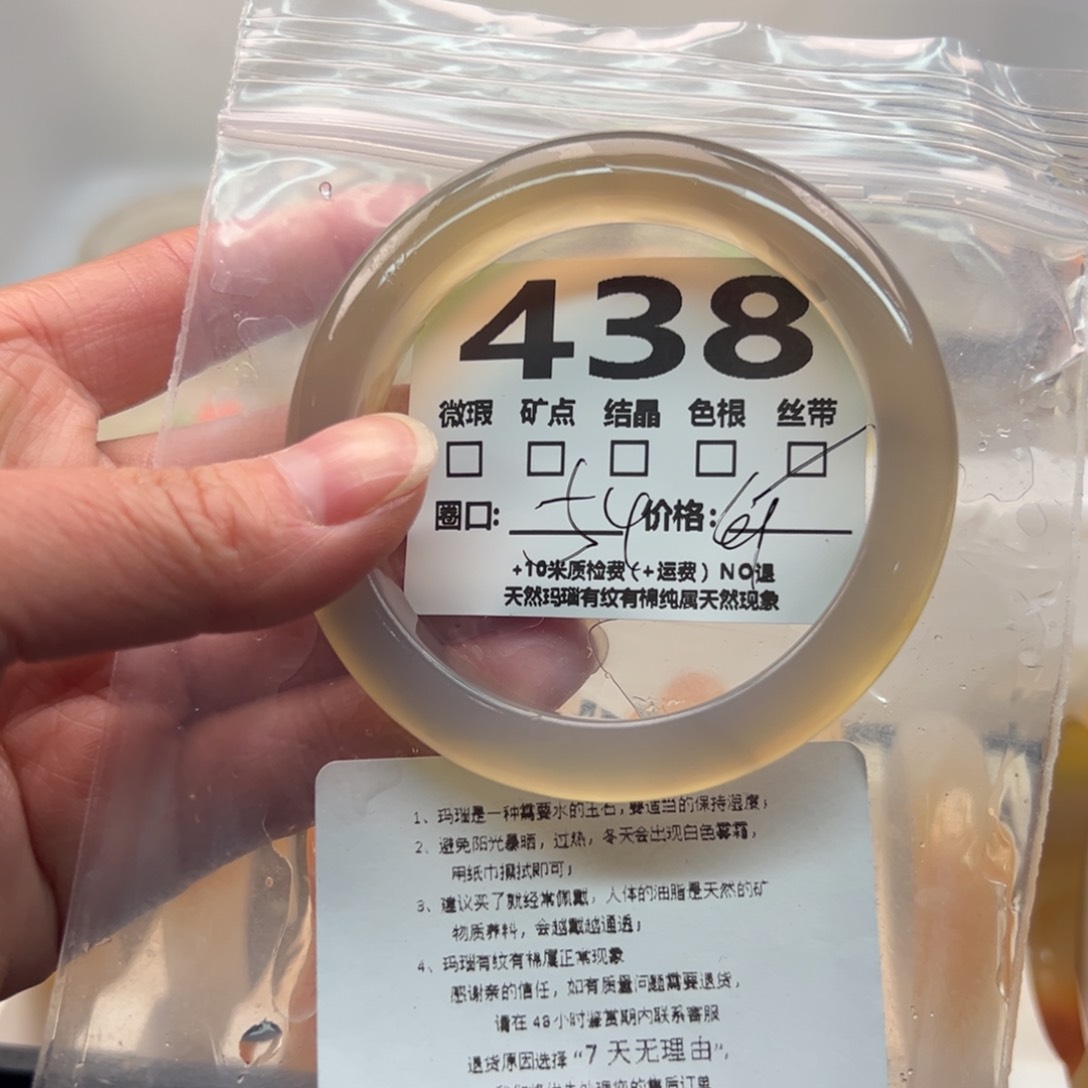 438
微瑕 矿点 结晶 色根 丝带
圈口: 54 价格:
+10米质检费(+运费) NO退
天然玛瑙有纹有棉纯属天然现象
1、玛瑙是一种需要水的玉石,要适当的保持湿度;
2、避免阳光暴晒,过热,冬天会出现白色雾霜,
用纸巾擦拭即可;
3、建议买了就经常佩戴,人体的油脂是天然的矿
物质养料,会越戴越通透;
4、玛瑙有纹有棉属正常现象
感谢亲的信任,如有质量问题需要退货,
请在48小时鉴赏期内联系客服
退货原因选择“7天无理由”,